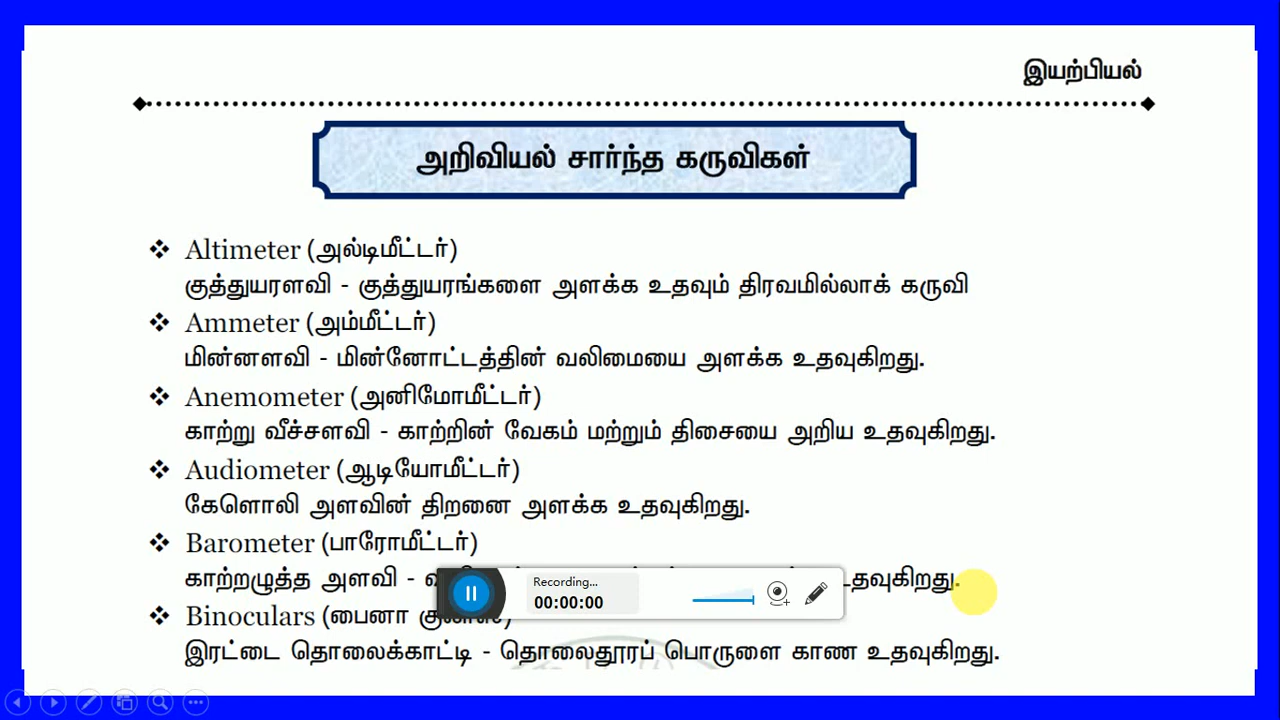 இயற்பியல்
அறிவியல் சார்ந்த கருவிகள்
❖ Altimeter (அல்டிமீட்டர்)
குத்துயரளவி - குத்துயரங்களை அளக்க உதவும் திரவமில்லாக் கருவி
❖ Ammeter (அம்மீட்டர்)
மின்னளவி - மின்னோட்டத்தின் வலிமையை அளக்க உதவுகிறது.
❖ Anemometer (அனிமோமீட்டர்)
காற்று வீச்சளவி - காற்றின் வேகம் மற்றும் திசையை அறிய உதவுகிறது.
❖ Audiometer (ஆடியோமீட்டர்)
கேளொலி அளவின் திறனை அளக்க உதவுகிறது.
❖ Barometer (பாரோமீட்டர்)
காற்றழுத்த அளவி - உதவுகிறது.
Recording...
00:00:00
❖ Binoculars (பைனா
இரட்டை தொலைக்காட்டி - தொலைதூரப் பொருளை காண உதவுகிறது.